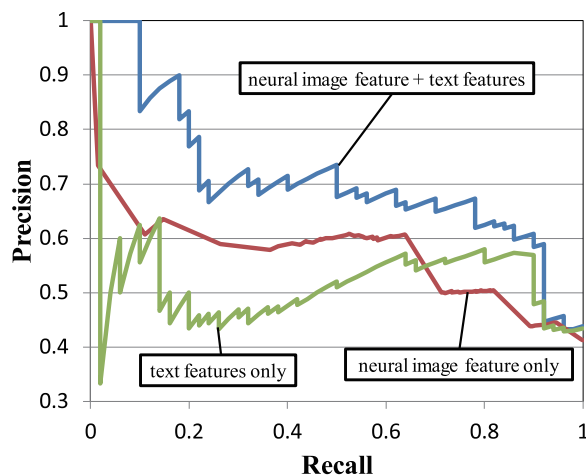 1
0.9
0.8
0.7
0.6
0.5
0.4
0.3
Precision
neural image feature + text features
text features only
neural image feature only
0 0.2 0.4 0.6 0.8 1
Recall